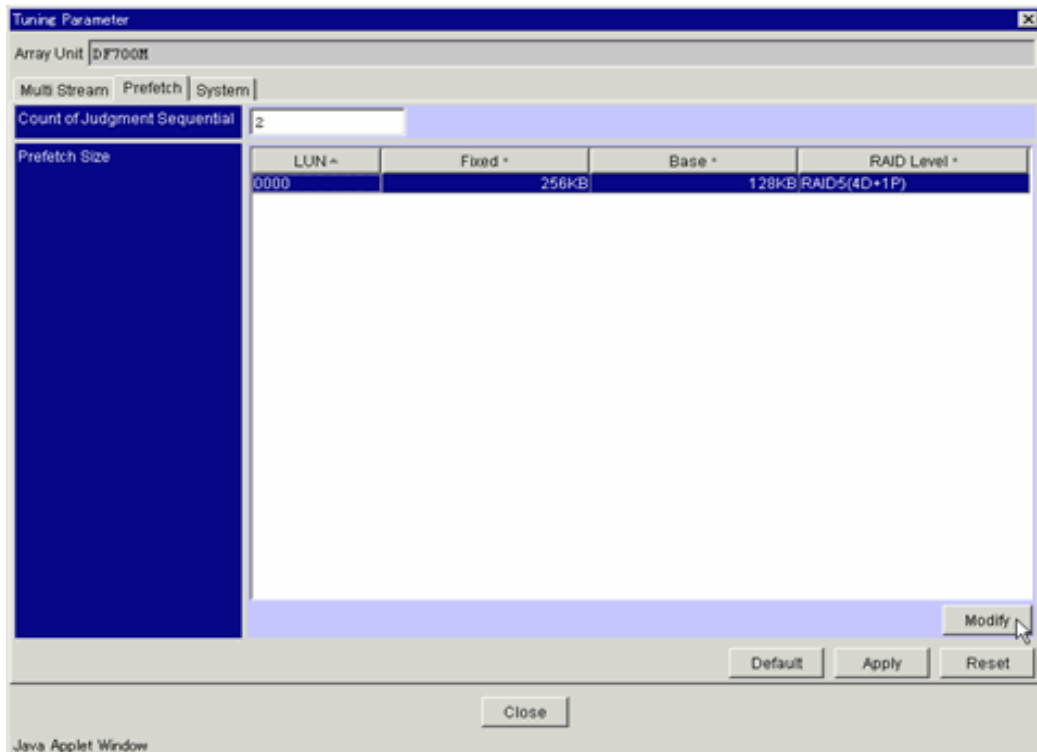 Tuning Parameter
Array Unit DF700M
Multi Stream Prefetch System
Count of Judgment Sequential 2
Prefetch Size
LUN Fixed Base RAID Level
0000 256KB 128KB RAID5(4D+1P)
Modify
Default Apply Reset
Close
Java Applet Window